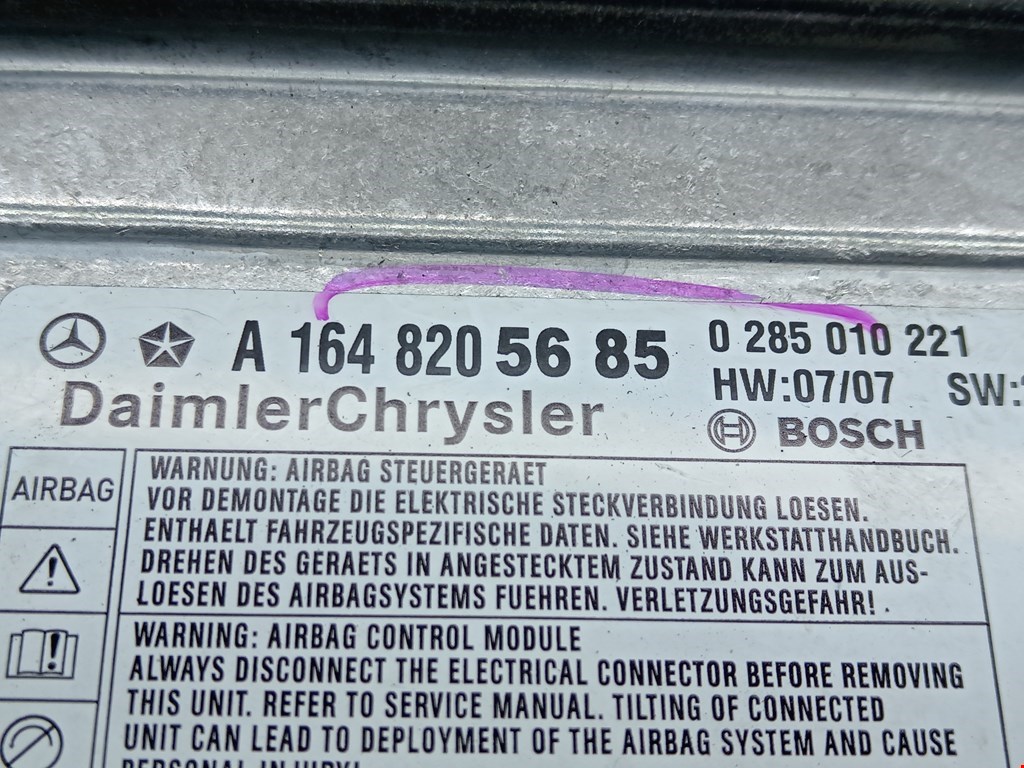 A 164 820 56 85
0 285 010 221
HW:07/07 SW:
DaimlerChrysler
BOSCH
AIRBAG
WARNUNG: AIRBAG STEUERGERAET
VOR DEMONTAGE DIE ELEKTRISCHE STECKVERBINDUNG LOESEN.
ENTHAELT FAHRZEUGSPEZIFISCHE DATEN. SIEHE WERKSTATTHANDBUCH.
DREHEN DES GERAETS IN ANGESTECKTEM ZUSTAND KANN ZUM AUS-
LOESEN DES AIRBAGSYSTEMS FUEHREN. VERLETZUNGSGEFAHR!
WARNING: AIRBAG CONTROL MODULE
ALWAYS DISCONNECT THE ELECTRICAL CONNECTOR BEFORE REMOVING
THIS UNIT. REFER TO SERVICE MANUAL. TILTING OF CONNECTED
UNIT CAN LEAD TO DEPLOYMENT OF THE AIRBAG SYSTEM AND CAUSE
PERSONAL INJURY!